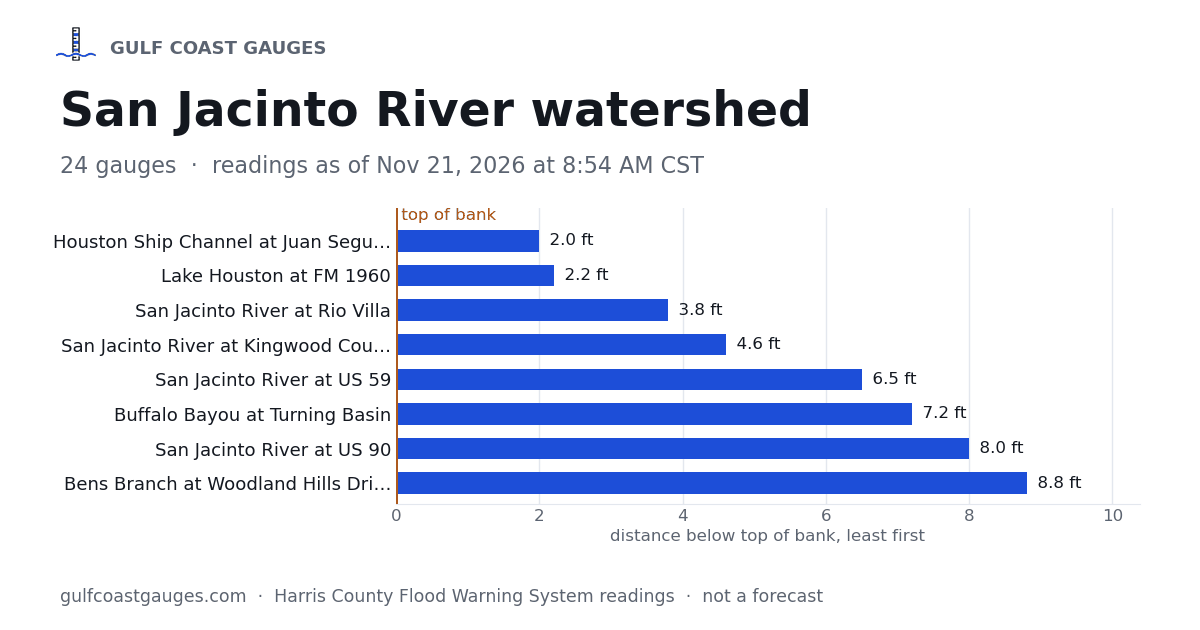 GULF COAST GAUGES
San Jacinto River watershed
24 gauges · readings as of Nov 21, 2026 at 8:54 AM CST
top of bank
Houston Ship Channel at Juan Segu… 2.0 ft
Lake Houston at FM 1960 2.2 ft
San Jacinto River at Rio Villa 3.8 ft
San Jacinto River at Kingwood Cou… 4.6 ft
San Jacinto River at US 59 6.5 ft
Buffalo Bayou at Turning Basin 7.2 ft
San Jacinto River at US 90 8.0 ft
Bens Branch at Woodland Hills Dri… 8.8 ft
0 2 4 6 8 10
distance below top of bank, least first
gulfcoastgauges.com · Harris County Flood Warning System readings · not a forecast